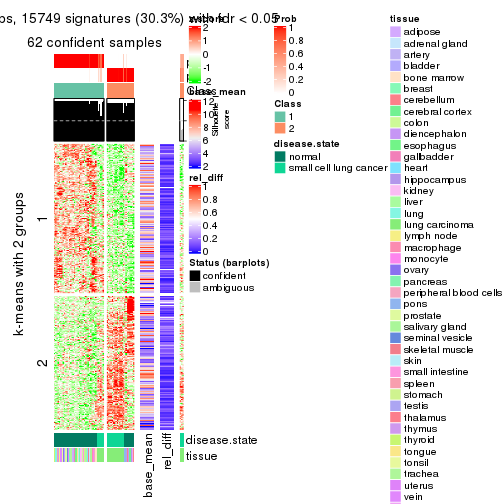 ps, 15749 signatures (30.3%) with fdr < 0.05
62 confident samples
1
2
k-means with 2 groups
base_mean
rel_diff
disease.state
tissue
Class
Silhouette
score
z-score
2
1
0
-1
-2
base_mean
12
10
8
6
4
2
rel_diff
1
0.8
0.6
0.4
0.2
0
Status (barplots)
confident
ambiguous
Prob
1
0.8
0.6
0.4
0.2
0
Class
1
2
disease.state
normal
small cell lung cancer
tissue
adipose
adrenal gland
artery
bladder
bone marrow
breast
cerebellum
cerebral cortex
colon
diencephalon
esophagus
gallbadder
heart
hippocampus
kidney
liver
lung
lung carcinoma
lymph node
macrophage
monocyte
ovary
pancreas
peripheral blood cells
pons
prostate
salivary gland
seminal vesicle
skeletal muscle
skin
small intestine
spleen
stomach
testis
thalamus
thymus
thyroid
tongue
tonsil
trachea
uterus
vein